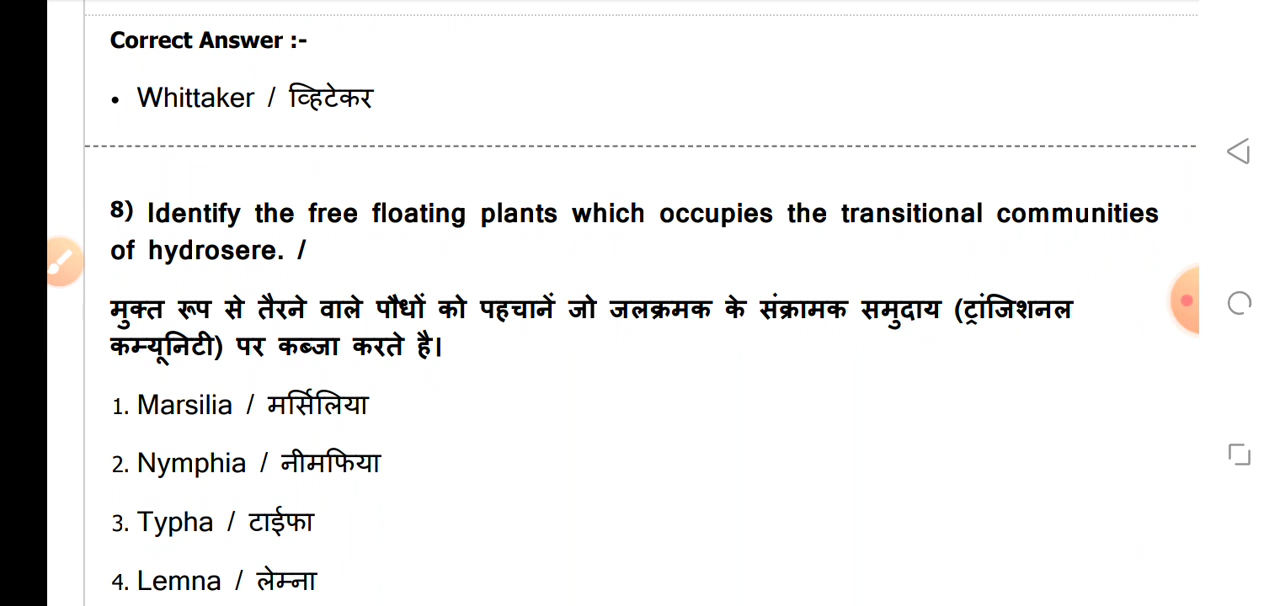 Correct Answer :-
• Whittaker / व्हिटेकर
8) Identify the free floating plants which occupies the transitional communities
of hydrosere. /
मुक्त रूप से तैरने वाले पौधों को पहचानें जो जलक्रमक के संक्रामक समुदाय (ट्रांजिशनल
कम्यूनिटी) पर कब्जा करते है।
1. Marsilia / मर्सिलिया
2. Nymphia / नीमफिया
3. Typha / टाईफा
4. Lemna / लेम्ना